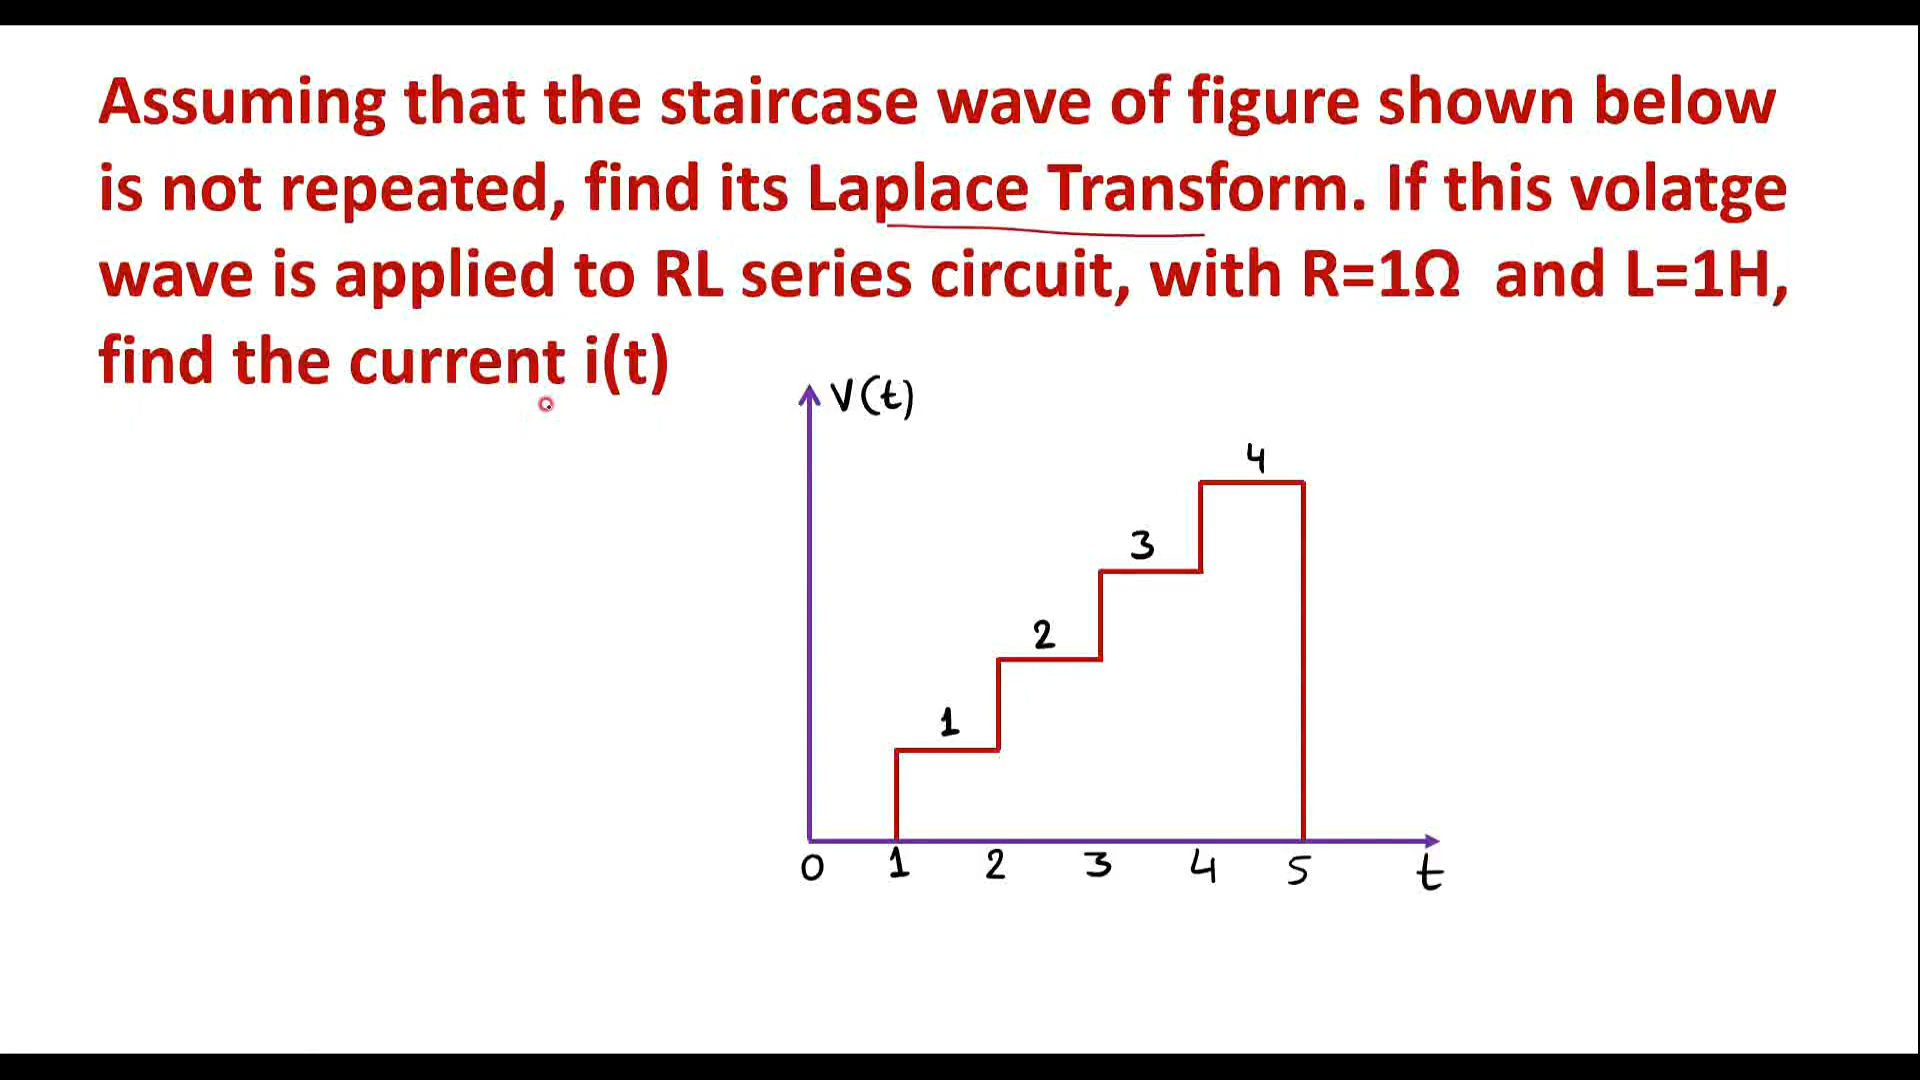 Assuming that the staircase wave of figure shown below
is not repeated, find its Laplace Transform. If this volatge
wave is applied to RL series circuit, with R=1Ω and L=1H,
find the current i(t)
V(t)
4
3
2
1
0 1 2 3 4 5 t